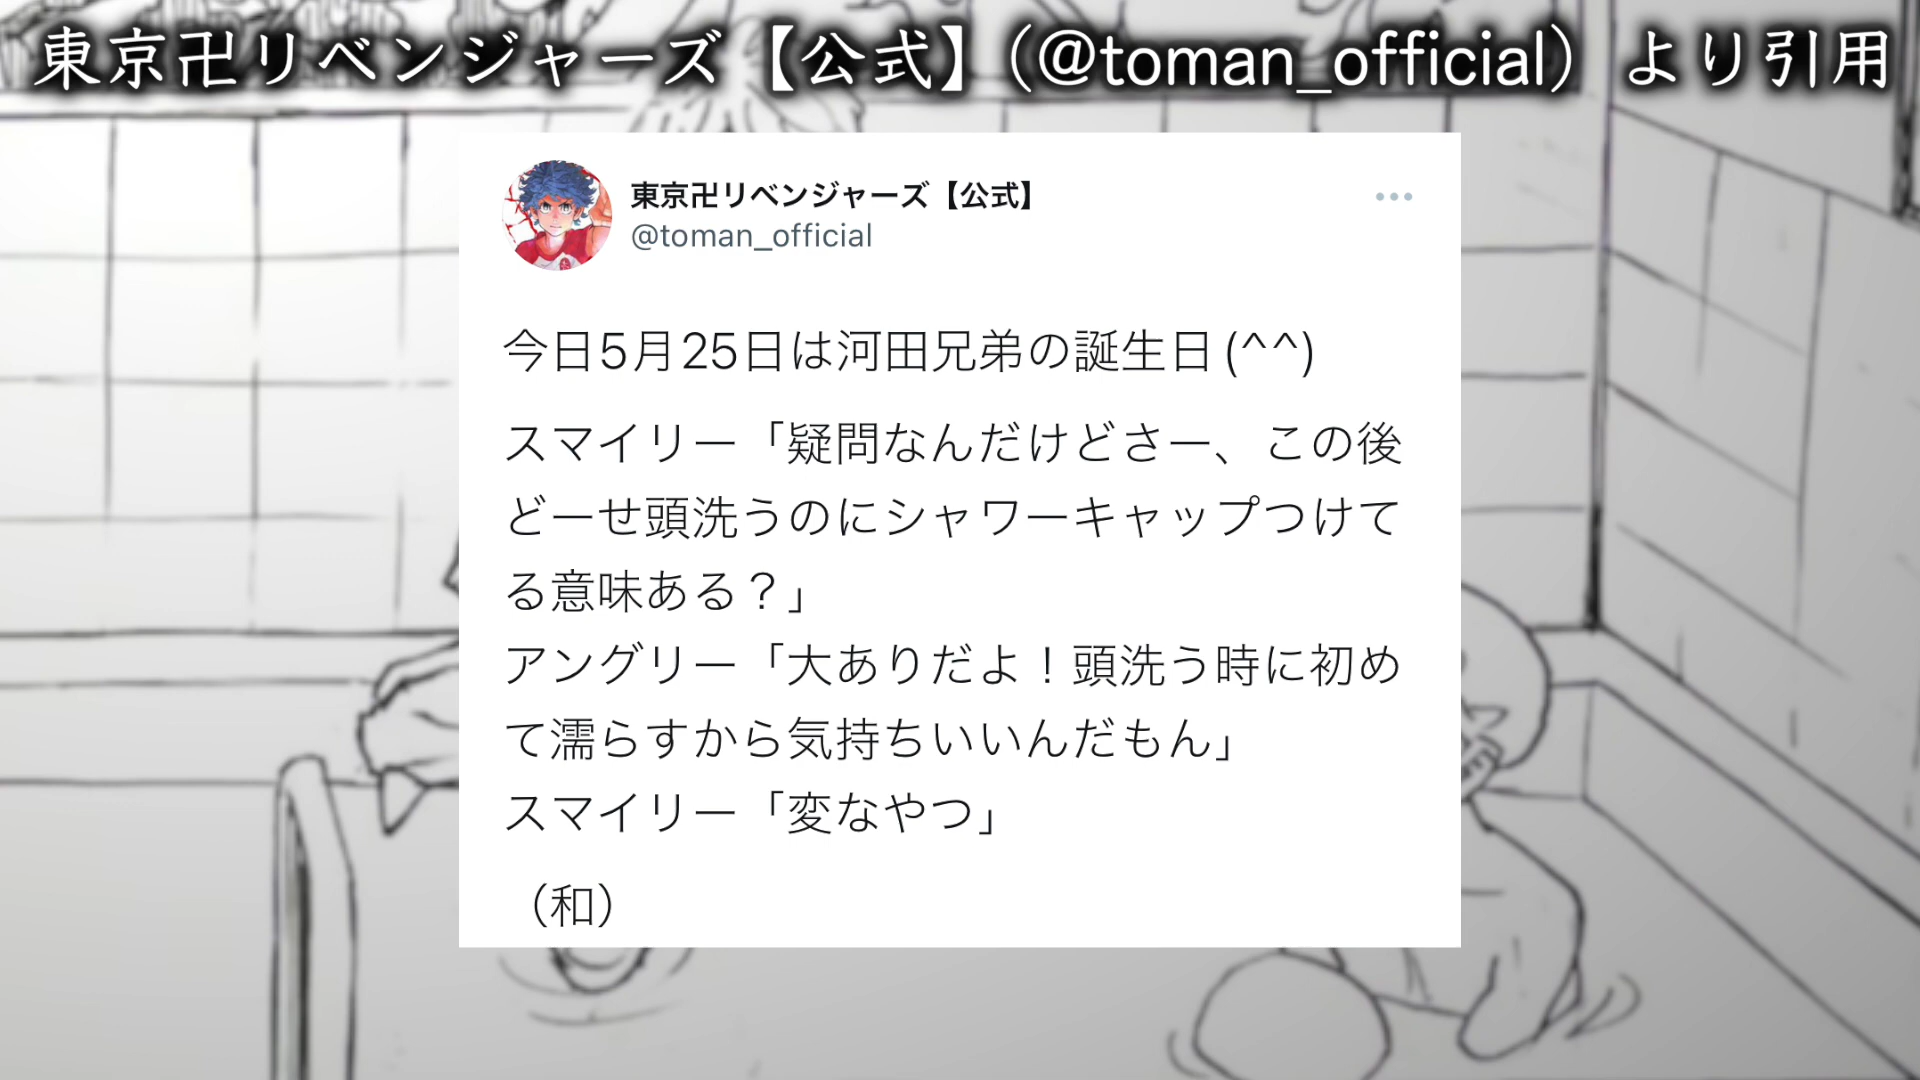 東京卍リベンジャーズ【公式】（@toman_official）より引用
東京卍リベンジャーズ【公式】
@toman_official
今日5月25日は河田兄弟の誕生日(^^)
スマイリー「疑問なんだけどさー、この後
どーせ頭洗うのにシャワーキャップつけて
る意味ある？」
アングリー「大ありだよ！頭洗う時に初め
て濡らすから気持ちいいんだもん」
スマイリー「変なやつ」
（和）